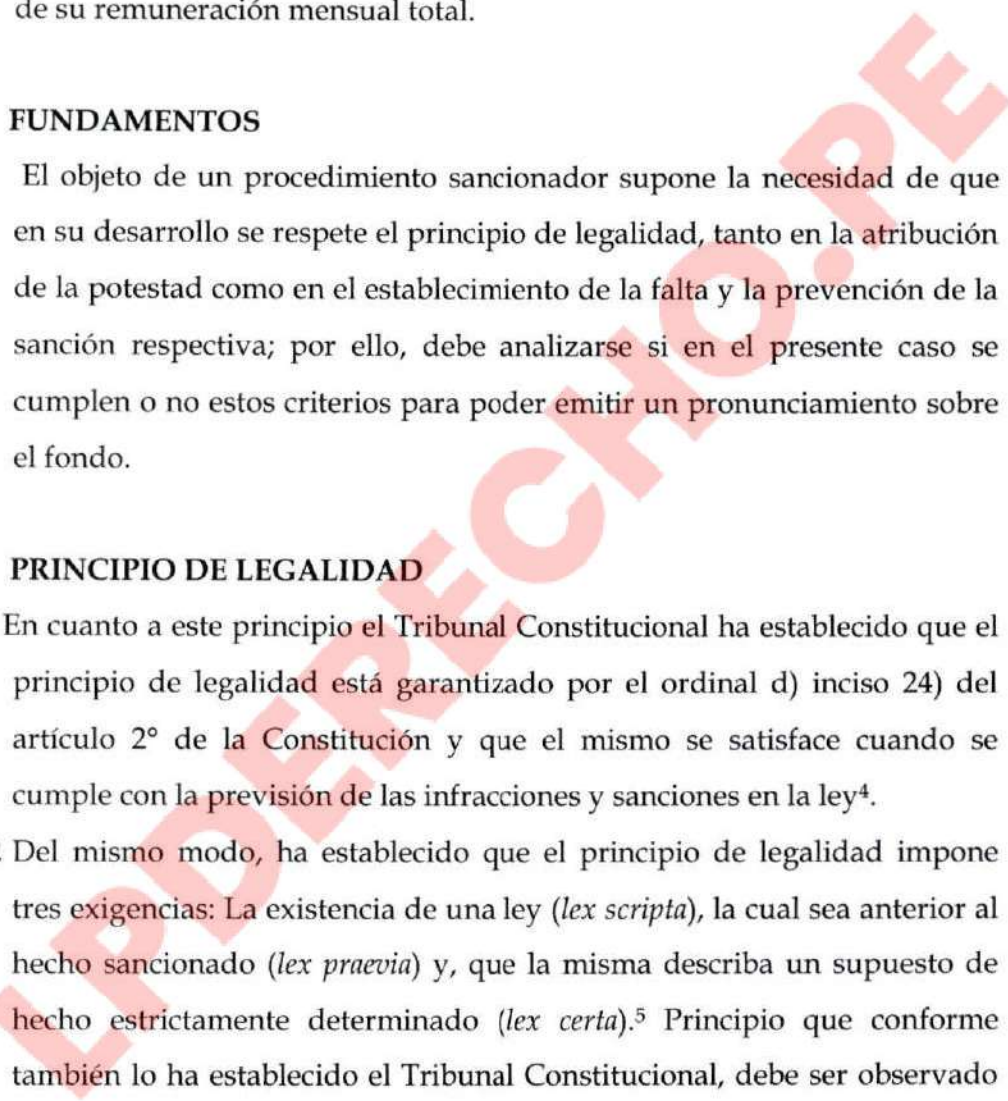 de su remuneración mensual total.
FUNDAMENTOS
El objeto de un procedimiento sancionador supone la necesidad de que
en su desarrollo se respete el principio de legalidad, tanto en la atribución
de la potestad como en el establecimiento de la falta y la prevención de la
sanción respectiva; por ello, debe analizarse si en el presente caso se
cumplen o no estos criterios para poder emitir un pronunciamiento sobre
el fondo.
PRINCIPIO DE LEGALIDAD
En cuanto a este principio el Tribunal Constitucional ha establecido que el
principio de legalidad está garantizado por el ordinal d) inciso 24) del
artículo 2° de la Constitución y que el mismo se satisface cuando se
cumple con la previsión de las infracciones y sanciones en la ley⁴.
Del mismo modo, ha establecido que el principio de legalidad impone
tres exigencias: La existencia de una ley (lex scripta), la cual sea anterior al
hecho sancionado (lex praevia) y, que la misma describa un supuesto de
hecho estrictamente determinado (lex certa).⁵ Principio que conforme
también lo ha establecido el Tribunal Constitucional, debe ser observado
LPDERECHO.PE